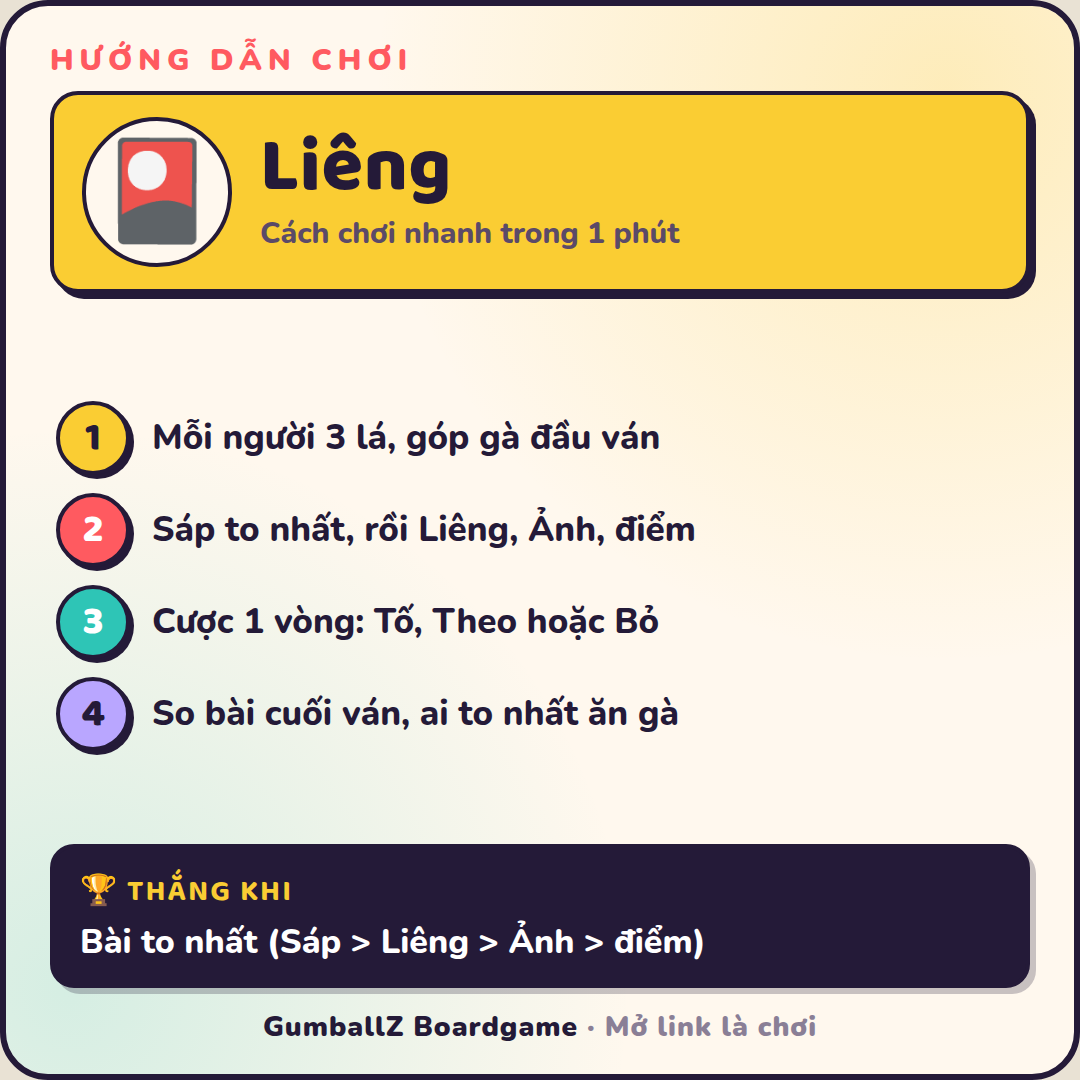 HƯỚNG DẪN CHƠI
Liêng
Cách chơi nhanh trong 1 phút
1 Mỗi người 3 lá, góp gà đầu ván
2 Sáp to nhất, rồi Liêng, Ảnh, điểm
3 Cược 1 vòng: Tố, Theo hoặc Bỏ
4 So bài cuối ván, ai to nhất ăn gà
🏆 THẮNG KHI
Bài to nhất (Sáp > Liêng > Ảnh > điểm)
GumballZ Boardgame · Mở link là chơi